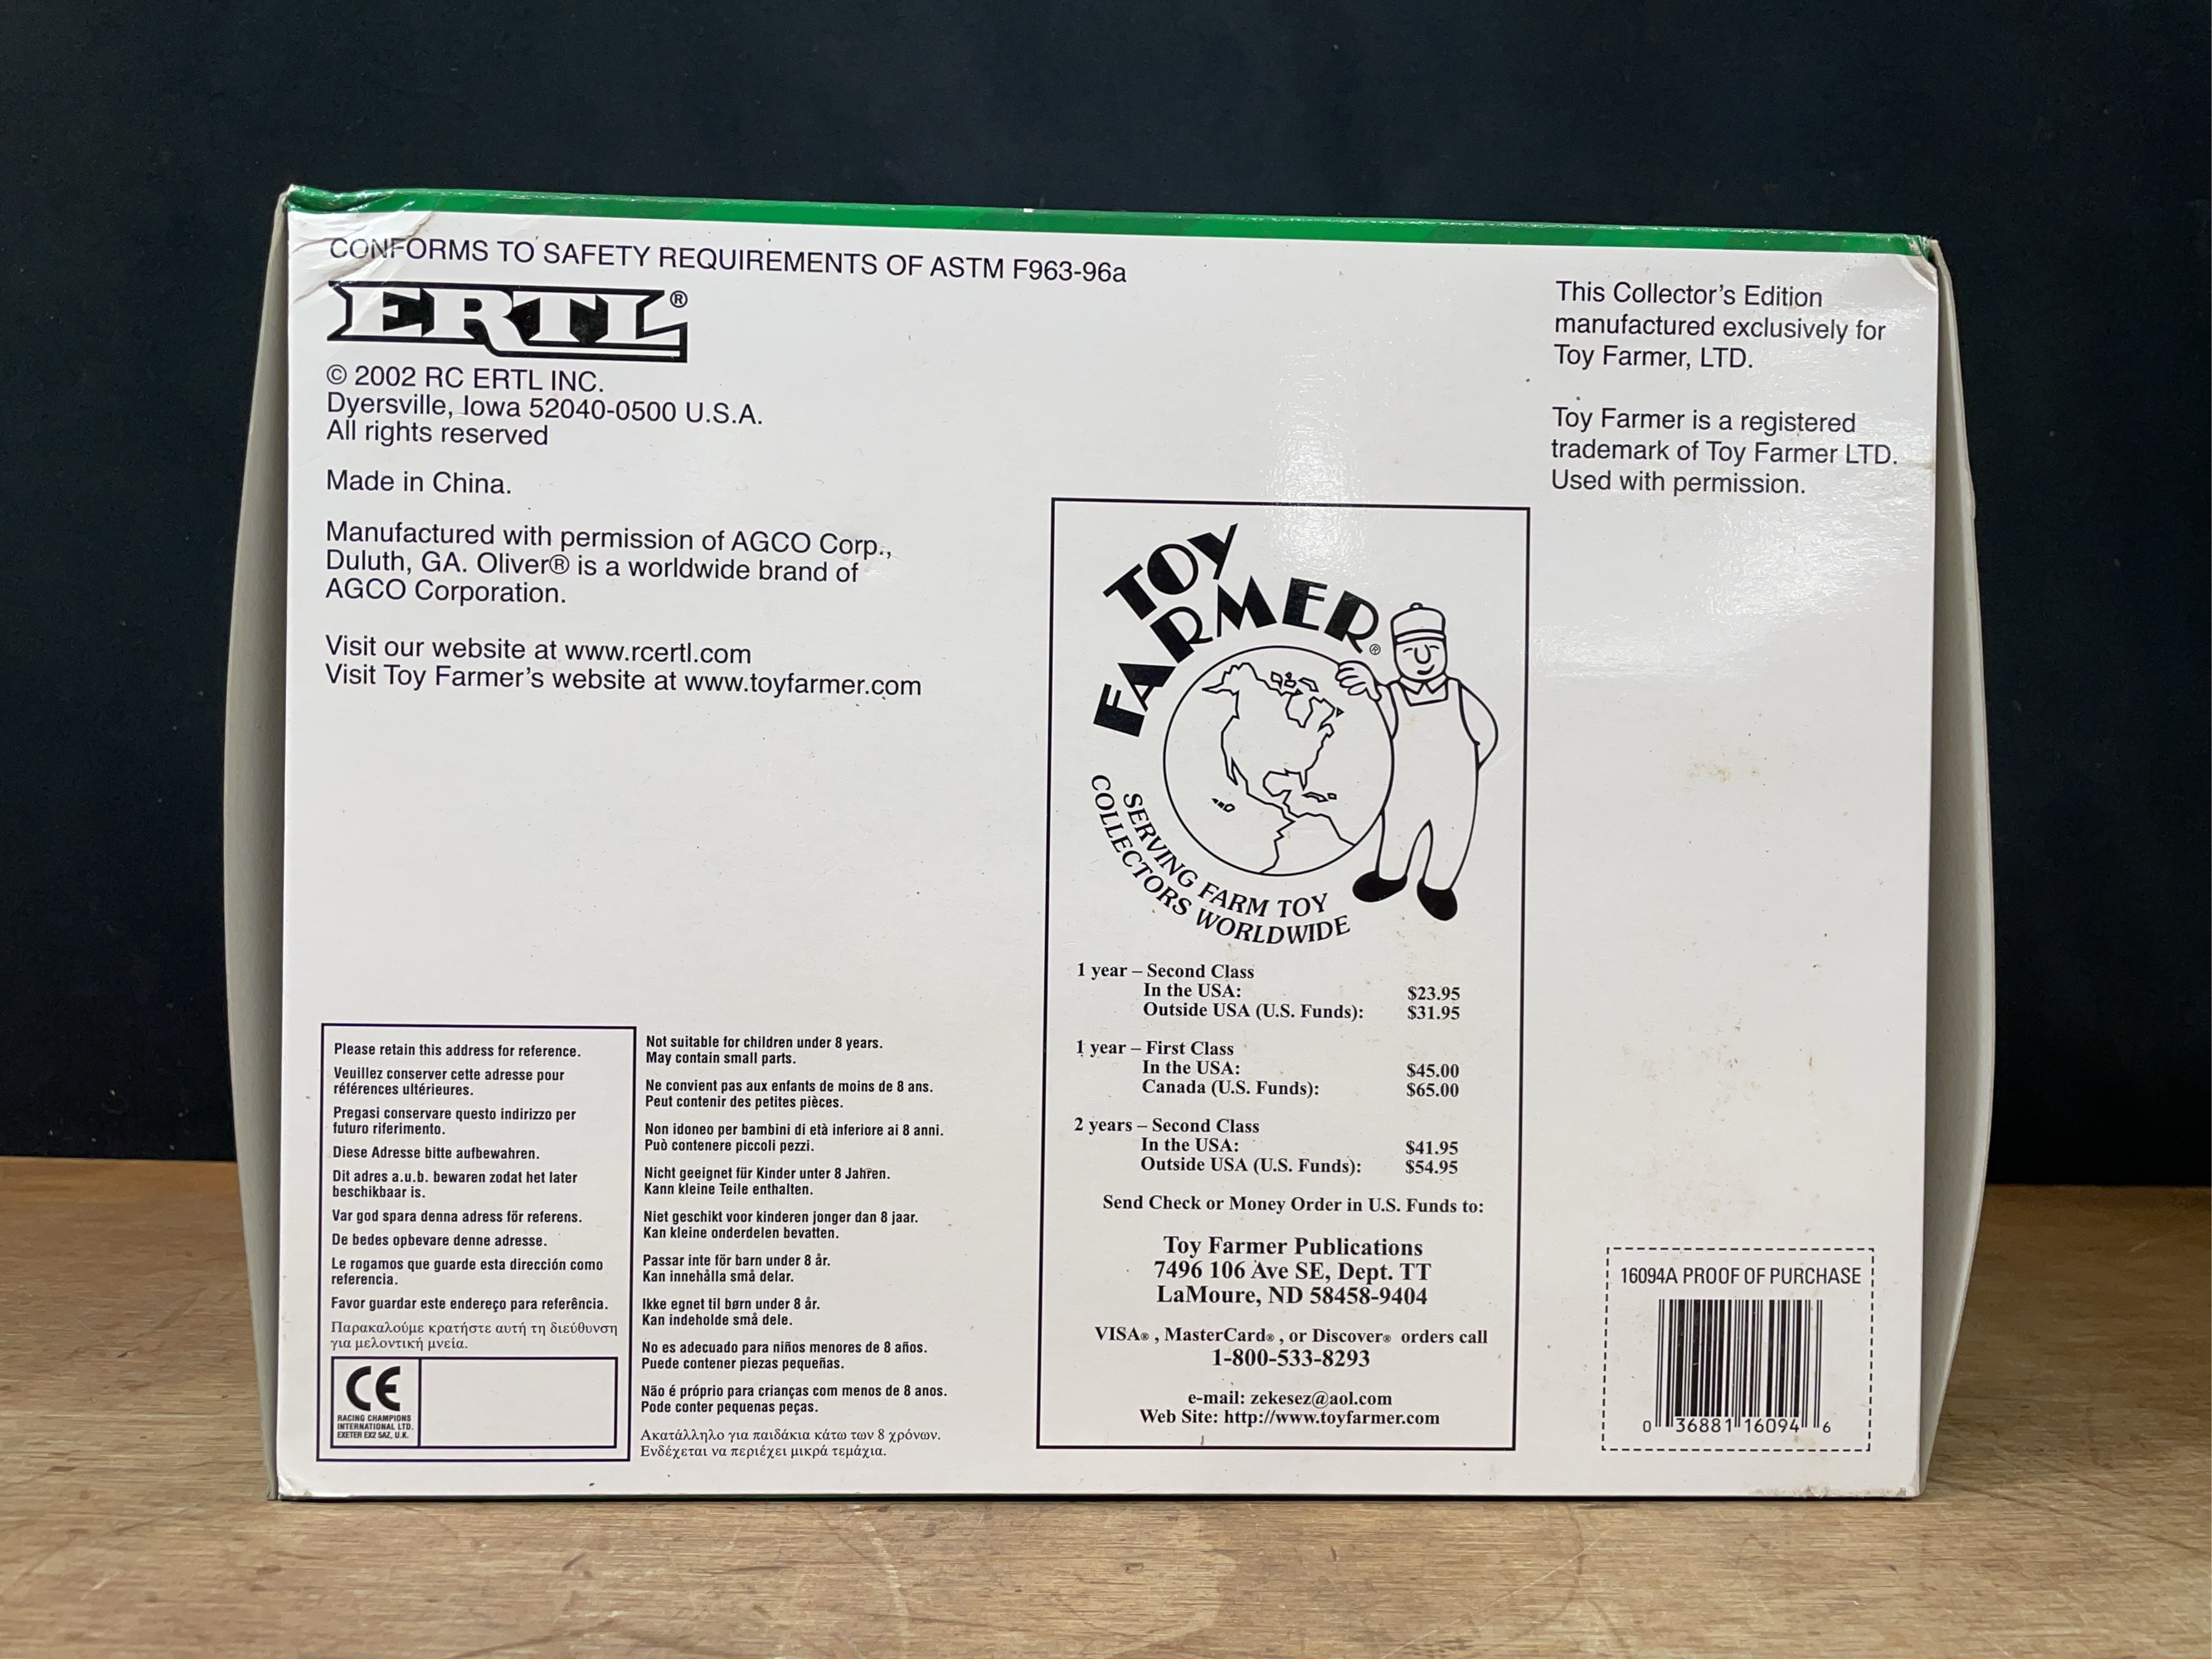 CONFORMS TO SAFETY REQUIREMENTS OF ASTM F963-96a
ERTL®
© 2002 RC ERTL INC.
Dyersville, Iowa 52040-0500 U.S.A.
All rights reserved
Made in China.
Manufactured with permission of AGCO Corp.,
Duluth, GA. Oliver® is a worldwide brand of
AGCO Corporation.
Visit our website at www.rcertl.com
Visit Toy Farmer's website at www.toyfarmer.com
This Collector's Edition
manufactured exclusively for
Toy Farmer, LTD.
Toy Farmer is a registered
trademark of Toy Farmer LTD.
Used with permission.
Please retain this address for reference.
Veuillez conserver cette adresse pour
références ultérieures.
Pregasi conservare questo indirizzo per
futuro riferimento.
Diese Adresse bitte aufbewahren.
Dit adres a.u.b. bewaren zodat het later
beschikbaar is.
Var god spara denna adress för referens.
De bedes opbevare denne adresse.
Le rogamos que guarde esta dirección como
referencia.
Favor guardar este endereço para referência.
Παρακαλούμε κρατήστε αυτή τη διεύθυνση
για μελοντική μνεία.
CE
RACING CHAMPIONS
INTERNATIONAL LTD.
EXETER EX2 5AZ, U.K.
Not suitable for children under 8 years.
May contain small parts.
Ne convient pas aux enfants de moins de 8 ans.
Peut contenir des petites pièces.
Non idoneo per bambini di età inferiore ai 8 anni.
Può contenere piccoli pezzi.
Nicht geeignet für Kinder unter 8 Jahren.
Kann kleine Teile enthalten.
Niet geschikt voor kinderen jonger dan 8 jaar.
Kan kleine onderdelen bevatten.
Passar inte för barn under 8 år.
Kan innehålla små delar.
Ikke egnet til børn under 8 år.
Kan indeholde små dele.
No es adecuado para niños menores de 8 años.
Puede contener piezas pequeñas.
Não é próprio para crianças com menos de 8 anos.
Pode conter pequenas peças.
Ακατάλληλο για παιδάκια κάτω των 8 χρόνων.
Ενδέχεται να περιέχει μικρά τεμάχια.
TOY
FARMER®
SERVING FARM TOY
COLLECTORS WORLDWIDE
1 year – Second Class
In the USA: $23.95
Outside USA (U.S. Funds): $31.95
1 year – First Class
In the USA: $45.00
Canada (U.S. Funds): $65.00
2 years – Second Class
In the USA: $41.95
Outside USA (U.S. Funds): $54.95
Send Check or Money Order in U.S. Funds to:
Toy Farmer Publications
7496 106 Ave SE, Dept. TT
LaMoure, ND 58458-9404
VISA®, MasterCard®, or Discover® orders call
1-800-533-8293
e-mail: zekesez@aol.com
Web Site: http://www.toyfarmer.com
16094A PROOF OF PURCHASE
0 36881 16094 6